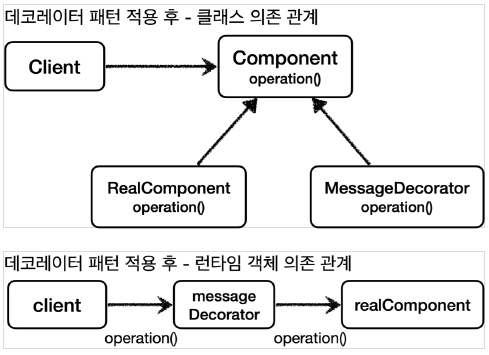 데코레이터 패턴 적용 후 - 클래스 의존 관계
Client
Component
operation()
RealComponent
operation()
MessageDecorator
operation()
데코레이터 패턴 적용 후 - 런타임 객체 의존 관계
client
message
Decorator
realComponent
operation()
operation()